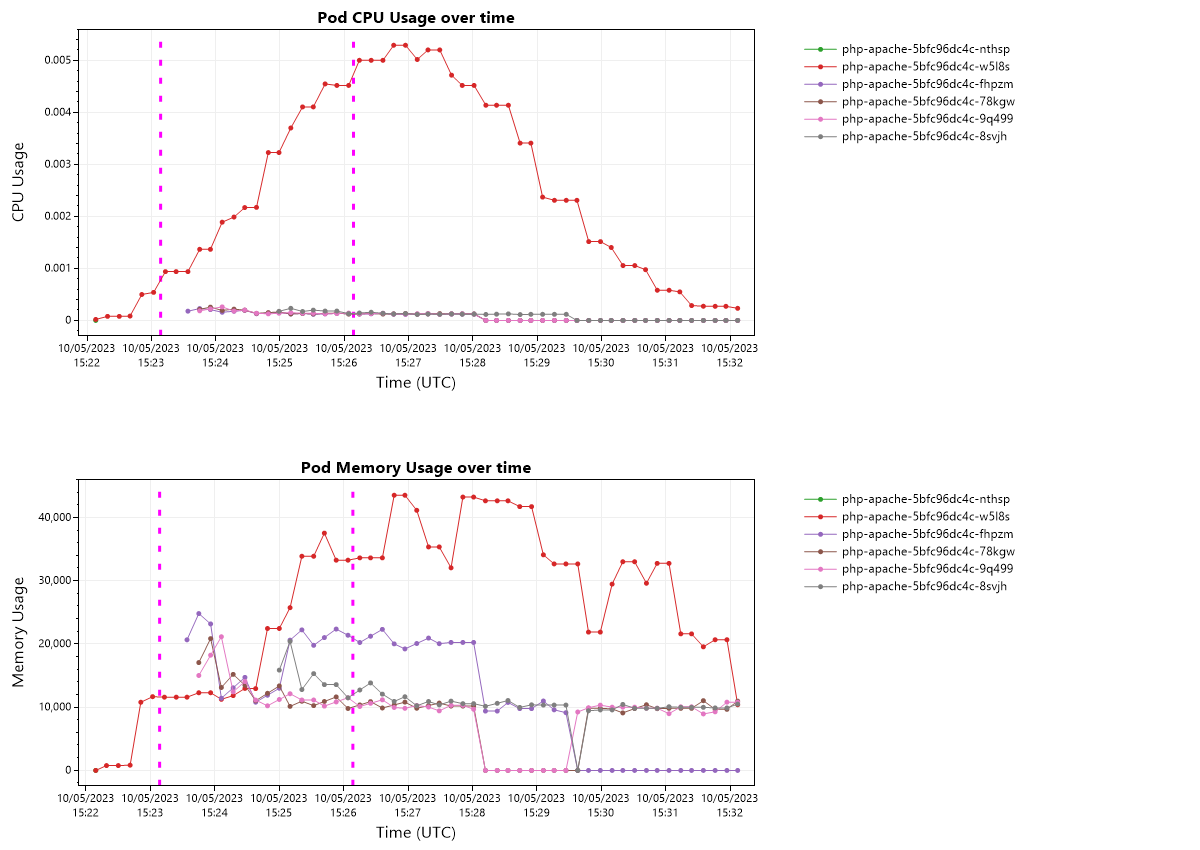 Pod CPU Usage over time
CPU Usage
0.005
0.004
0.003
0.002
0.001
0
10/05/2023 10/05/2023 10/05/2023 10/05/2023 10/05/2023 10/05/2023 10/05/2023 10/05/2023 10/05/2023 10/05/2023 10/05/2023
15:22 15:23 15:24 15:25 15:26 15:27 15:28 15:29 15:30 15:31 15:32
Time (UTC)
php-apache-5bfc96dc4c-nthsp
php-apache-5bfc96dc4c-w5l8s
php-apache-5bfc96dc4c-fhpzm
php-apache-5bfc96dc4c-78kgw
php-apache-5bfc96dc4c-9q499
php-apache-5bfc96dc4c-8svjh
Pod Memory Usage over time
Memory Usage
40,000
30,000
20,000
10,000
0
10/05/2023 10/05/2023 10/05/2023 10/05/2023 10/05/2023 10/05/2023 10/05/2023 10/05/2023 10/05/2023 10/05/2023 10/05/2023
15:22 15:23 15:24 15:25 15:26 15:27 15:28 15:29 15:30 15:31 15:32
Time (UTC)
php-apache-5bfc96dc4c-nthsp
php-apache-5bfc96dc4c-w5l8s
php-apache-5bfc96dc4c-fhpzm
php-apache-5bfc96dc4c-78kgw
php-apache-5bfc96dc4c-9q499
php-apache-5bfc96dc4c-8svjh